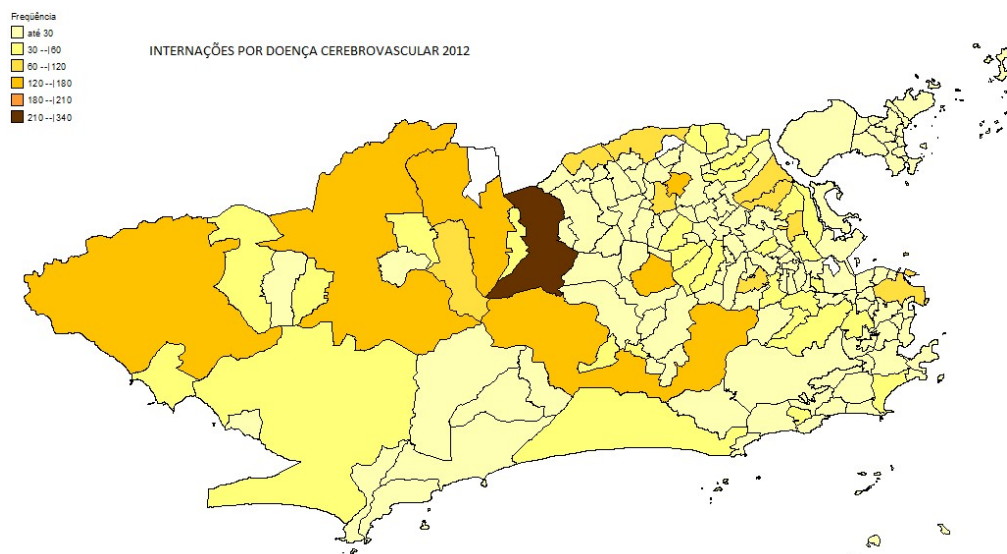 Freqüência
até 30
30 --|60
60 --|120
120 --|180
180 --|210
210 --|340
INTERNAÇÕES POR DOENÇA CEREBROVASCULAR 2012